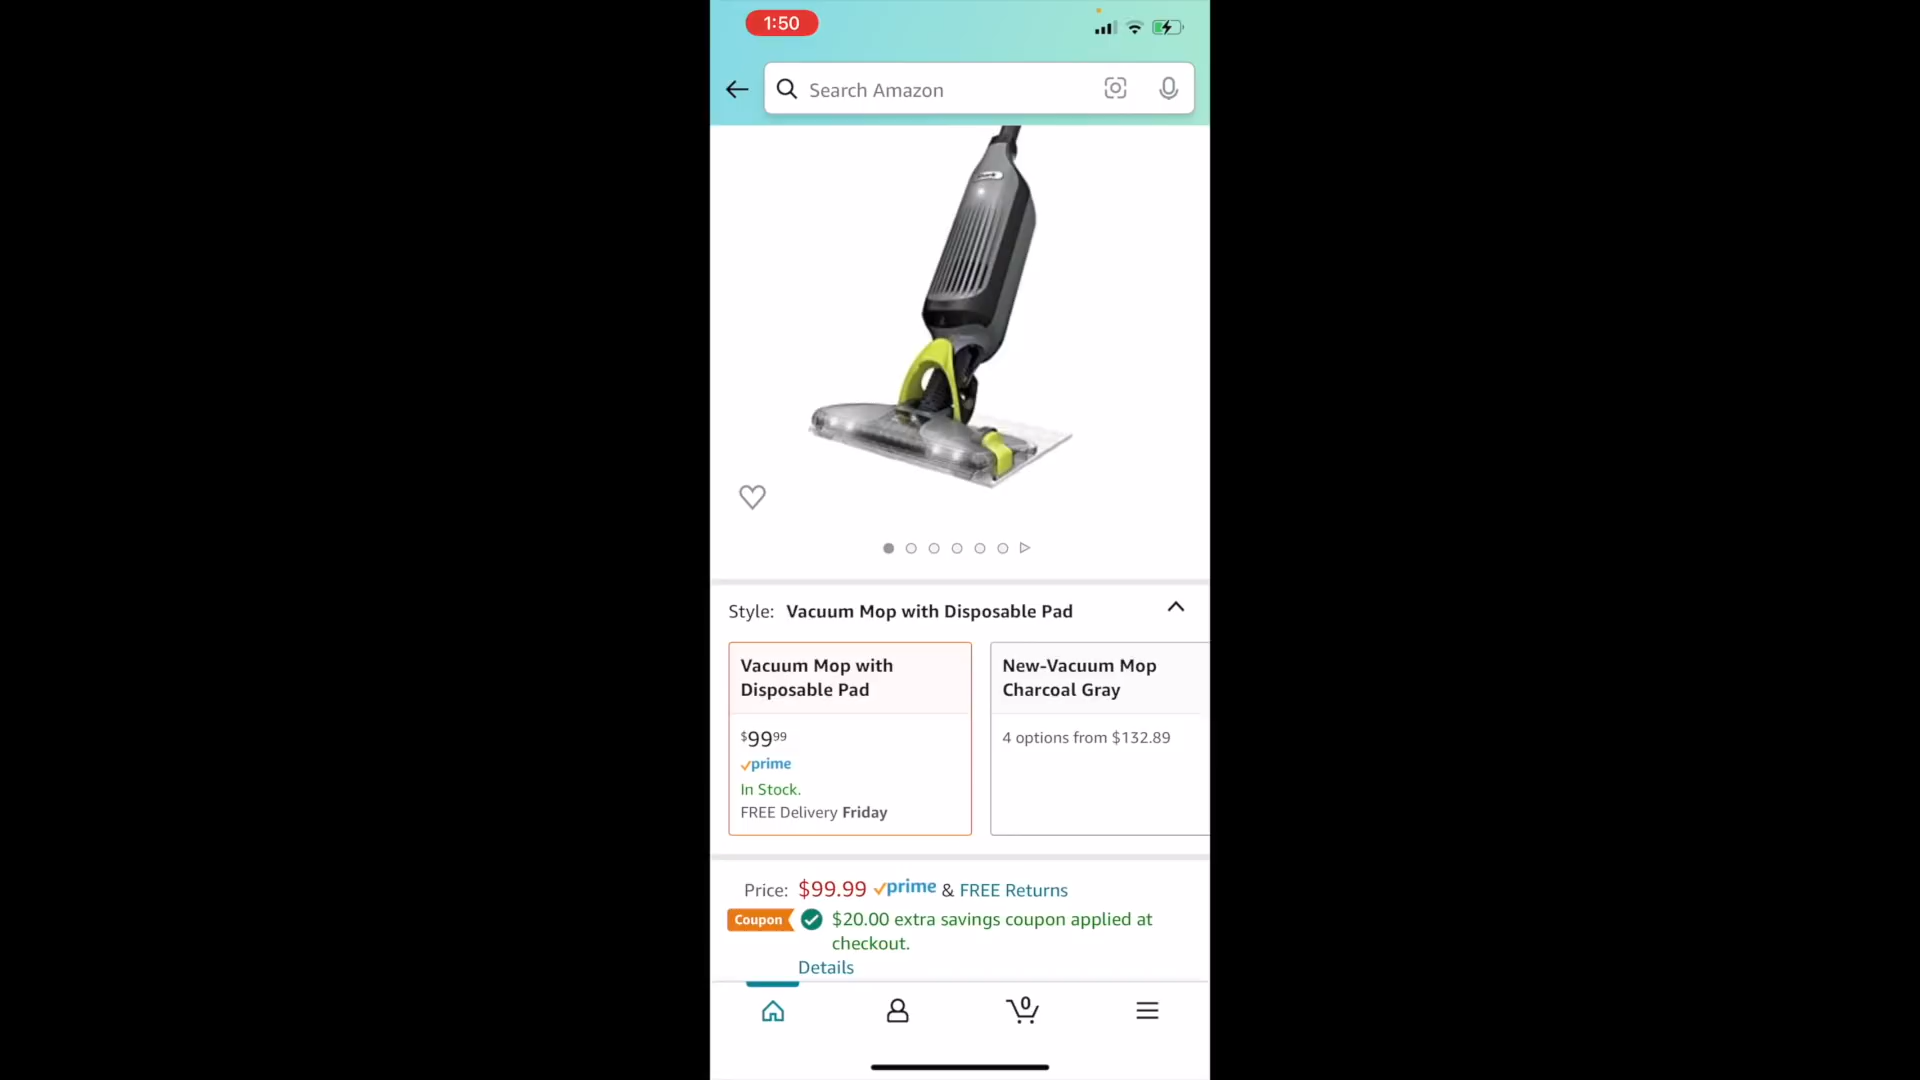 1:50
Search Amazon
Style: Vacuum Mop with Disposable Pad
Vacuum Mop with
Disposable Pad
$99 99
prime
In Stock.
FREE Delivery Friday
New-Vacuum Mop
Charcoal Gray
4 options from $132.89
Price: $99.99 prime & FREE Returns
Coupon $20.00 extra savings coupon applied at
checkout.
Details
0